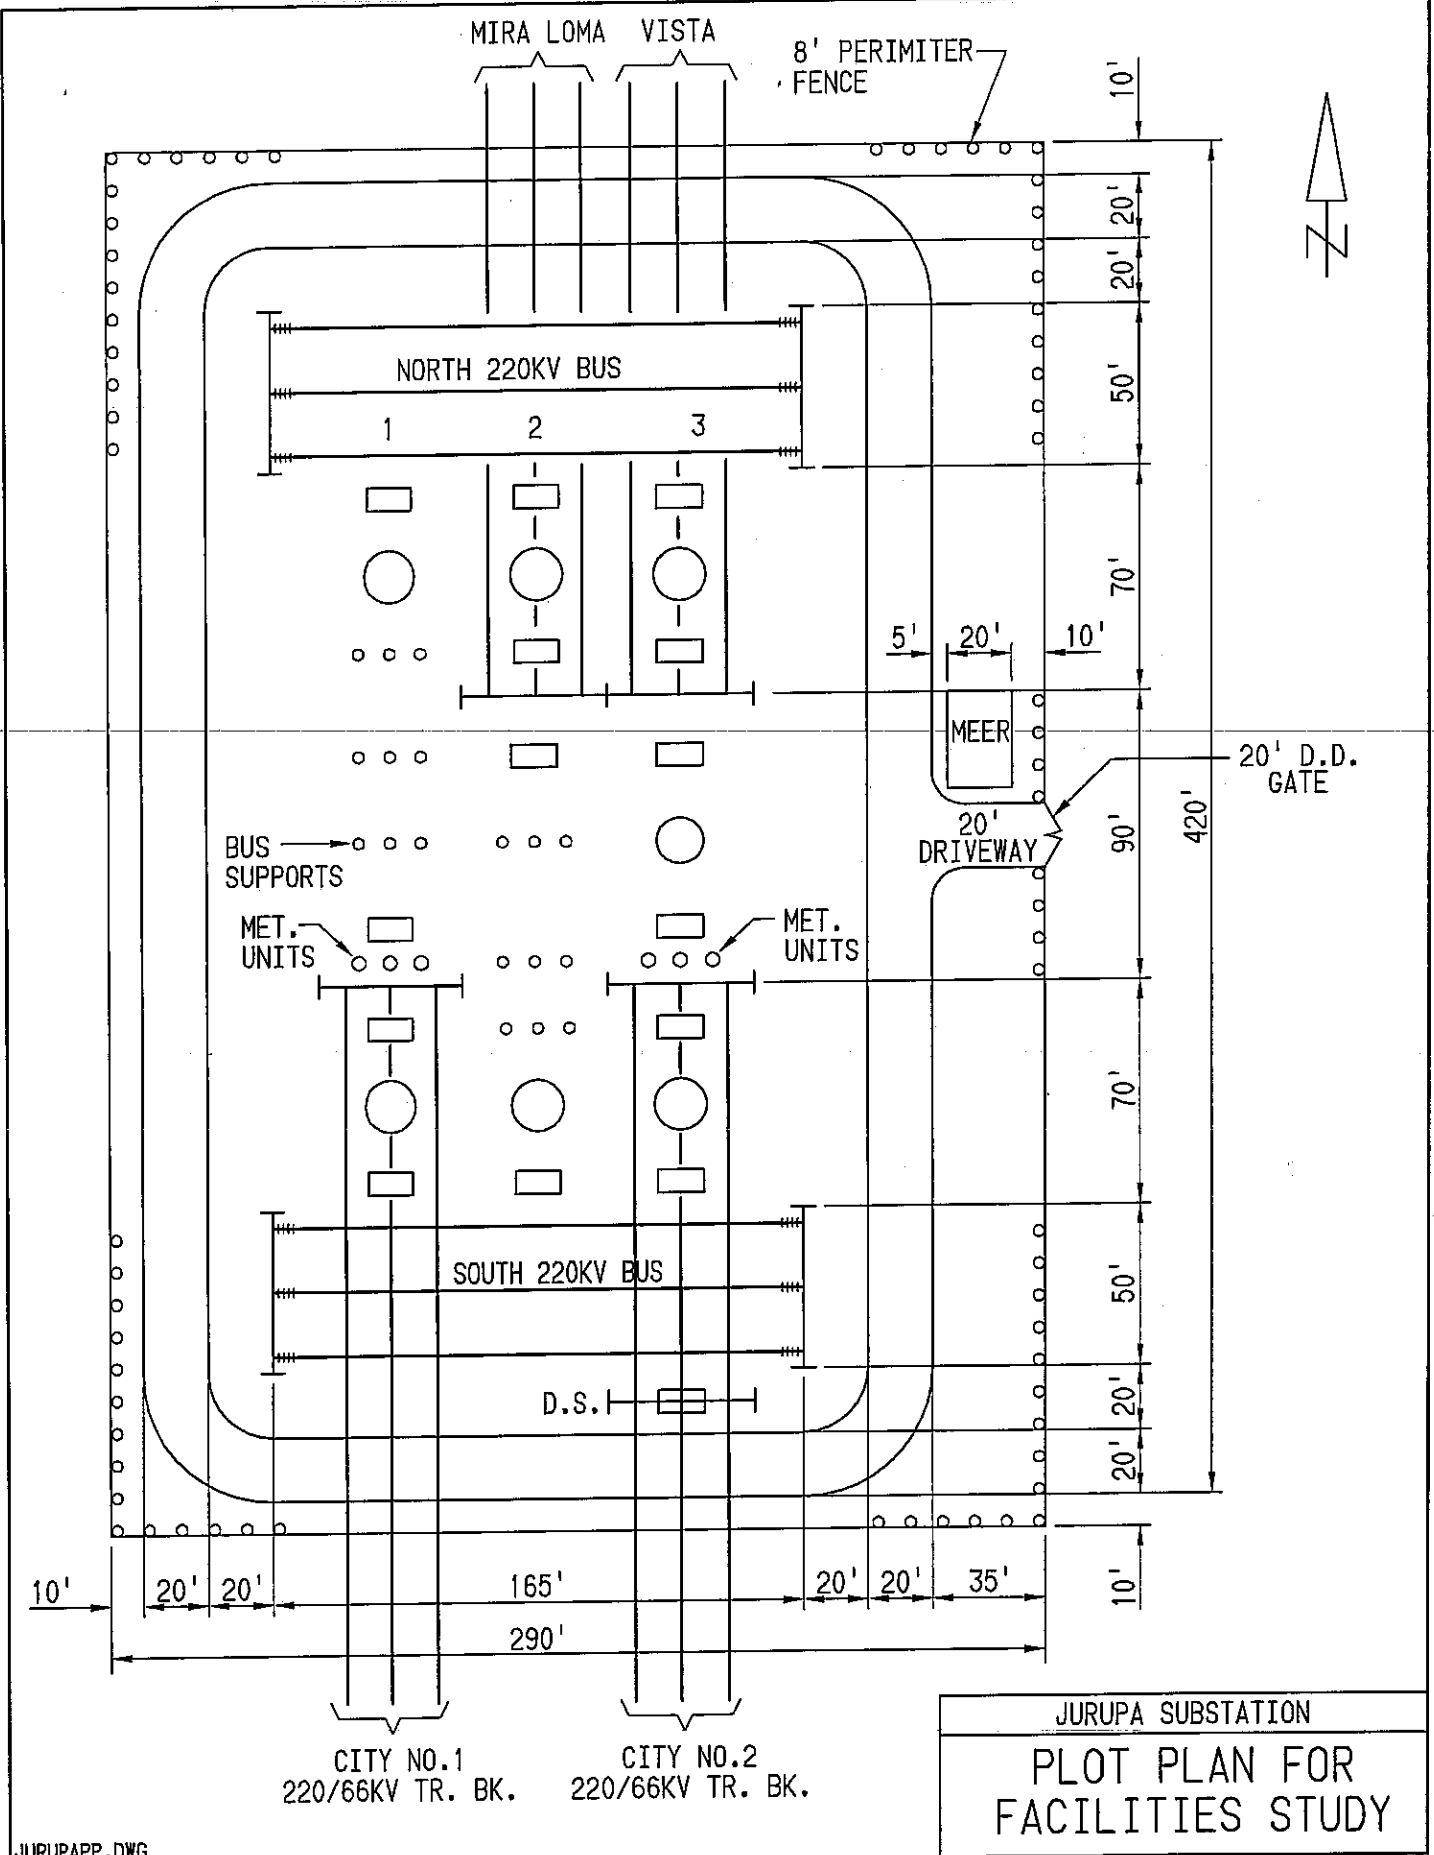 MIRA LOMA
VISTA
8' PERIMITER
FENCE
10'
N
20'
20'
NORTH 220KV BUS
50'
1
2
3
70'
5'
20'
10'
MEER
20' D.D.
GATE
20'
DRIVEWAY
90'
420'
BUS
SUPPORTS
MET.
UNITS
MET.
UNITS
70'
SOUTH 220KV BUS
50'
D.S.
20'
20'
10'
20'
20'
165'
20'
20'
35'
10'
290'
CITY NO.1
220/66KV TR. BK.
CITY NO.2
220/66KV TR. BK.
JURUPA SUBSTATION
PLOT PLAN FOR
FACILITIES STUDY
JURUPAPP.DWG